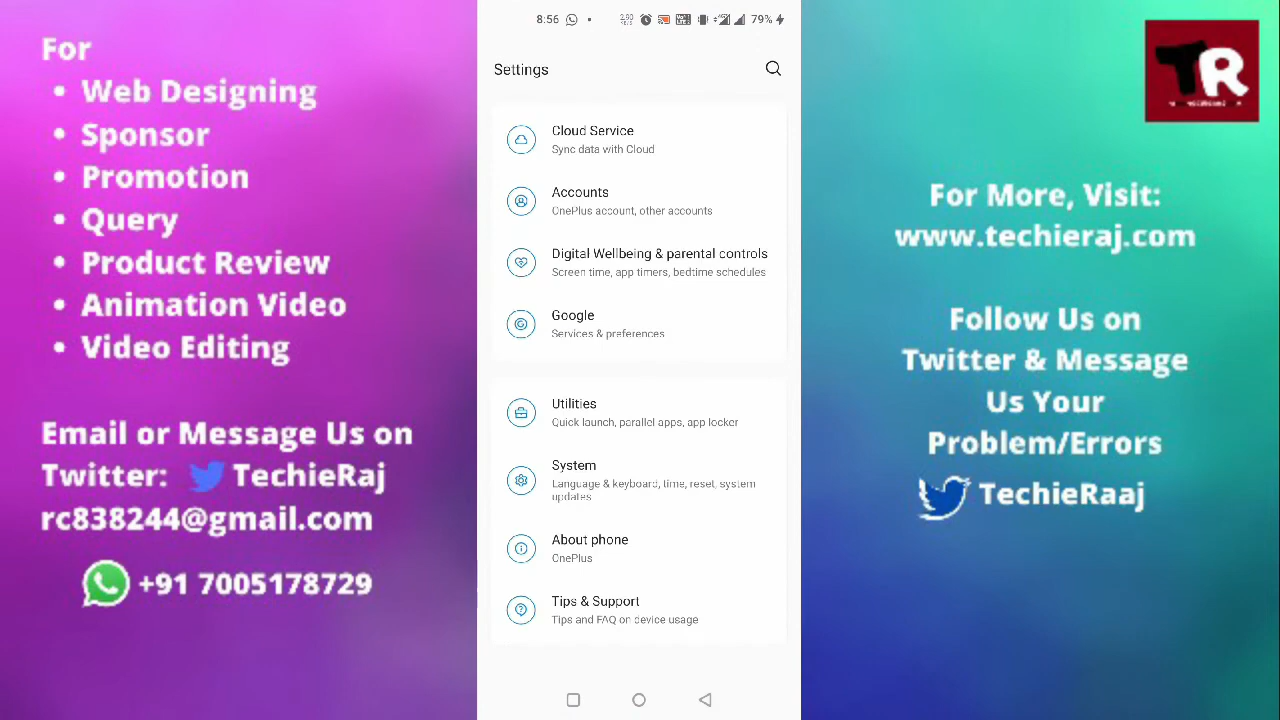 For
• Web Designing
• Sponsor
• Promotion
• Query
• Product Review
• Animation Video
• Video Editing
Email or Message Us on
Twitter: TechieRaj
rc838244@gmail.com
+91 7005178729
8:56
79%
Settings
Cloud Service
Sync data with Cloud
Accounts
OnePlus account, other accounts
Digital Wellbeing & parental controls
Screen time, app timers, bedtime schedules
Google
Services & preferences
Utilities
Quick launch, parallel apps, app locker
System
Language & keyboard, time, reset, system
updates
About phone
OnePlus
Tips & Support
Tips and FAQ on device usage
TR
For More, Visit:
www.techieraj.com
Follow Us on
Twitter & Message
Us Your
Problem/Errors
TechieRaaj